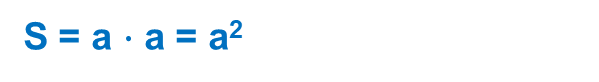 S = a · a = a²